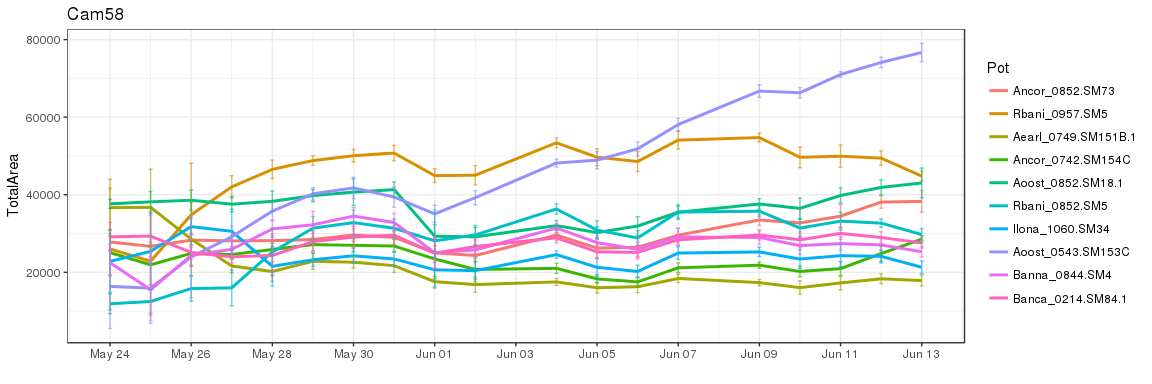 Cam58
TotalArea
80000
60000
40000
20000
May 24 May 26 May 28 May 30 Jun 01 Jun 03 Jun 05 Jun 07 Jun 09 Jun 11 Jun 13
Pot
Ancor_0852.SM73
Rbani_0957.SM5
Aearl_0749.SM151B.1
Ancor_0742.SM154C
Aoost_0852.SM18.1
Rbani_0852.SM5
Ilona_1060.SM34
Aoost_0543.SM153C
Banna_0844.SM4
Banca_0214.SM84.1